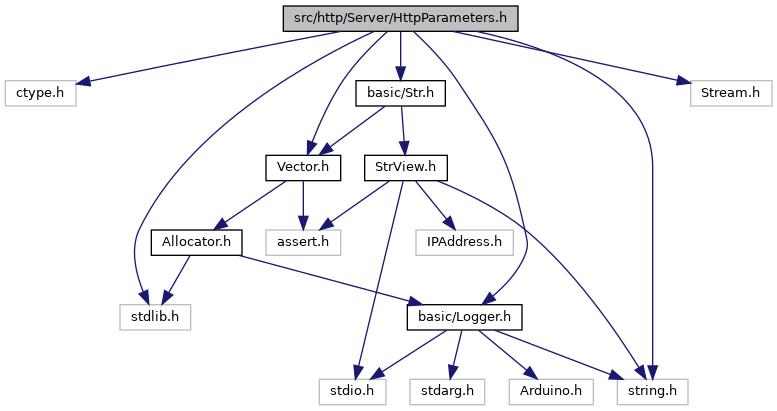 src/http/Server/HttpParameters.h
ctype.h
basic/Str.h
Stream.h
Vector.h
StrView.h
Allocator.h
assert.h
IPAddress.h
stdlib.h
basic/Logger.h
stdio.h
stdarg.h
Arduino.h
string.h